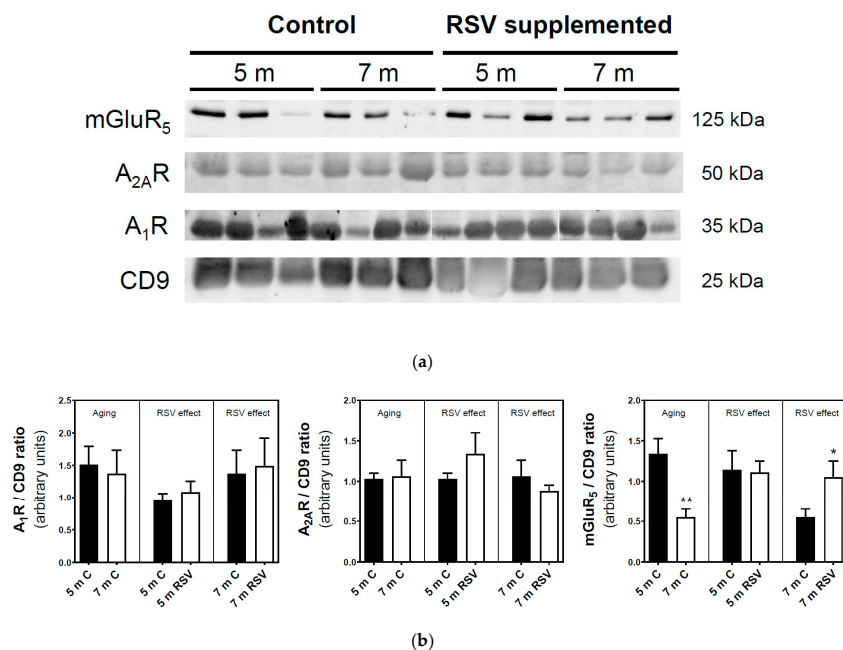 Control RSV supplemented
5 m 7 m 5 m 7 m
mGluR5 125 kDa
A2AR 50 kDa
A1R 35 kDa
CD9 25 kDa
(a)
A1R / CD9 ratio
(arbitrary units)
2.0
1.5
1.0
0.5
0.0
Aging RSV effect RSV effect
5 m C 7 m C 5 m C 5 m RSV 7 m C 7 m RSV
A2AR / CD9 ratio
(arbitrary units)
2.0
1.5
1.0
0.5
0.0
Aging RSV effect RSV effect
5 m C 7 m C 5 m C 5 m RSV 7 m C 7 m RSV
mGluR5 / CD9 ratio
(arbitrary units)
2.0
1.5
1.0
0.5
0.0
Aging RSV effect RSV effect
** *
5 m C 7 m C 5 m C 5 m RSV 7 m C 7 m RSV
(b)